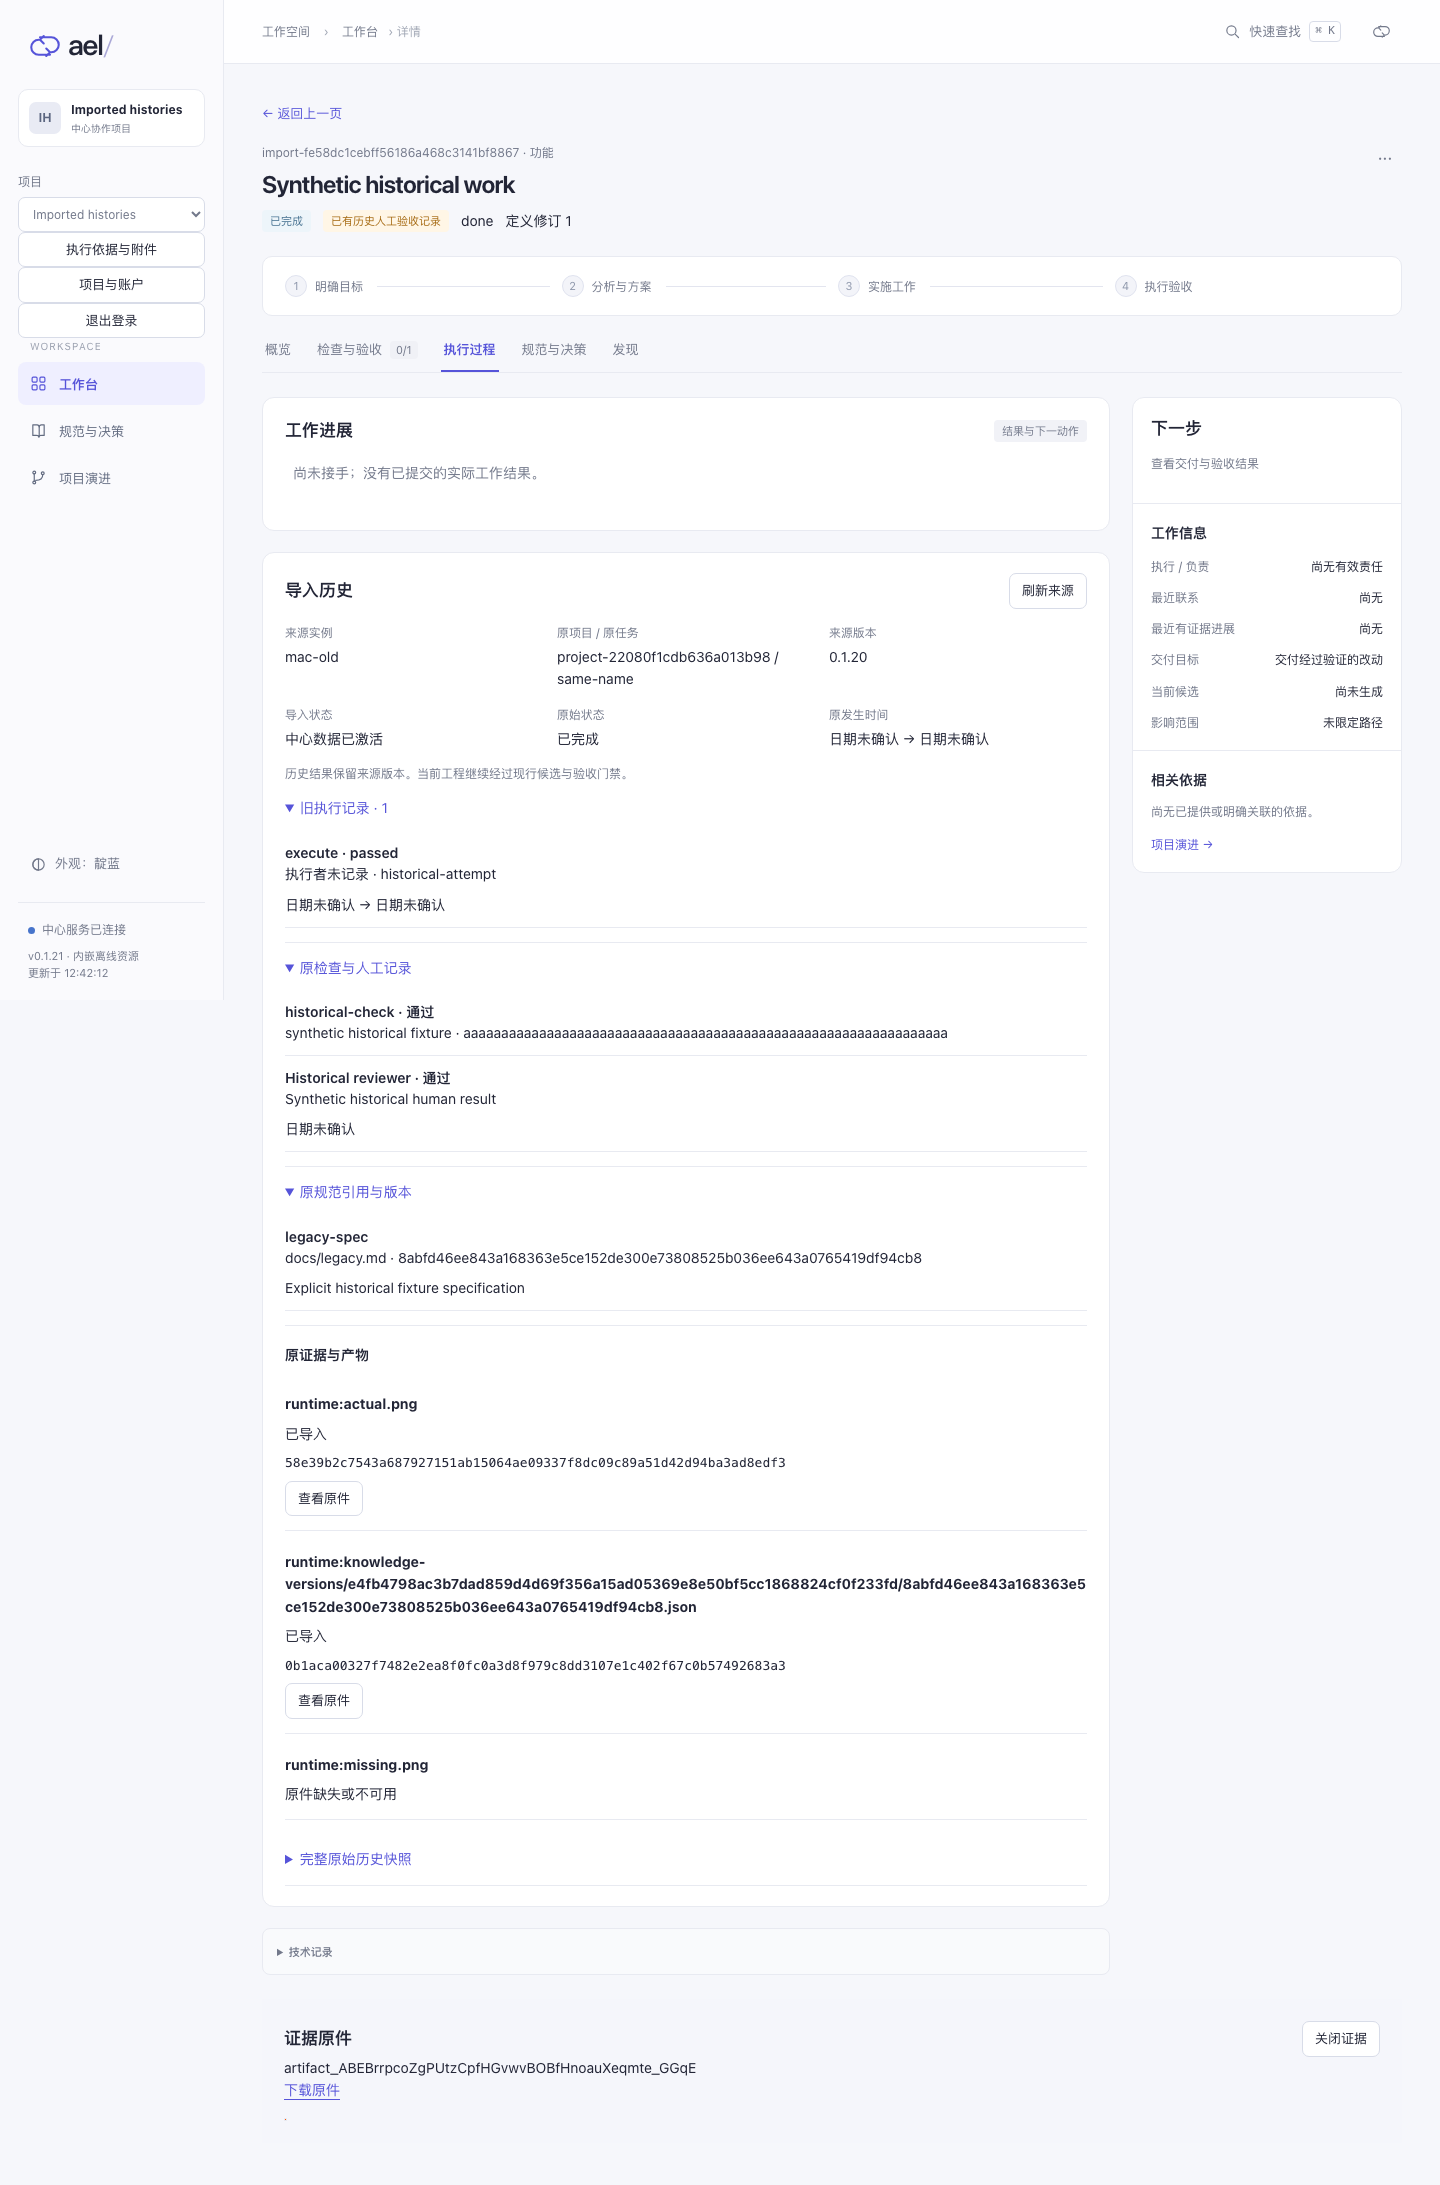 ael/
IH
Imported histories
中心协作项目
项目
Imported histories
执行依据与附件
项目与账户
退出登录
WORKSPACE
工作台
规范与决策
项目演进
外观：靛蓝
中心服务已连接
v0.1.21 · 内嵌离线资源
更新于 12:42:12
工作空间 › 工作台 › 详情
快速查找 ⌘ K
← 返回上一页
import-fe58dc1cebff56186a468c3141bf8867 · 功能
...
Synthetic historical work
已完成 已有历史人工验收记录 done 定义修订 1
1 明确目标 2 分析与方案 3 实施工作 4 执行验收
概览 检查与验收 0/1 执行过程 规范与决策 发现
工作进展
结果与下一动作
尚未接手；没有已提交的实际工作结果。
导入历史
刷新来源
来源实例 原项目 / 原任务 来源版本
mac-old project-22080f1cdb636a013b98 / 0.1.20
same-name
导入状态 原始状态 原发生时间
中心数据已激活 已完成 日期未确认 → 日期未确认
历史结果保留来源版本。当前工程继续经过现行候选与验收门禁。
▼ 旧执行记录 · 1
execute · passed
执行者未记录 · historical-attempt
日期未确认 → 日期未确认
▼ 原检查与人工记录
historical-check · 通过
synthetic historical fixture · aaaaaaaaaaaaaaaaaaaaaaaaaaaaaaaaaaaaaaaaaaaaaaaaaaaaaaaaaaaaaaaa
Historical reviewer · 通过
Synthetic historical human result
日期未确认
▼ 原规范引用与版本
legacy-spec
docs/legacy.md · 8abfd46ee843a168363e5ce152de300e73808525b036ee643a0765419df94cb8
Explicit historical fixture specification
原证据与产物
runtime:actual.png
已导入
58e39b2c7543a687927151ab15064ae09337f8dc09c89a51d42d94ba3ad8edf3
查看原件
runtime:knowledge-
versions/e4fb4798ac3b7dad859d4d69f356a15ad05369e8e50bf5cc1868824cf0f233fd/8abfd46ee843a168363e5
ce152de300e73808525b036ee643a0765419df94cb8.json
已导入
0b1aca00327f7482e2ea8f0fc0a3d8f979c8dd3107e1c402f67c0b57492683a3
查看原件
runtime:missing.png
原件缺失或不可用
▶ 完整原始历史快照
▶ 技术记录
下一步
查看交付与验收结果
工作信息
执行 / 负责 尚无有效责任
最近联系 尚无
最近有证据进展 尚无
交付目标 交付经过验证的改动
当前候选 尚未生成
影响范围 未限定路径
相关依据
尚无已提供或明确关联的依据。
项目演进 →
证据原件
关闭证据
artifact_ABEBrrpcoZgPUtzCpfHGvwvBOBfHnoauXeqmte_GGqE
下载原件